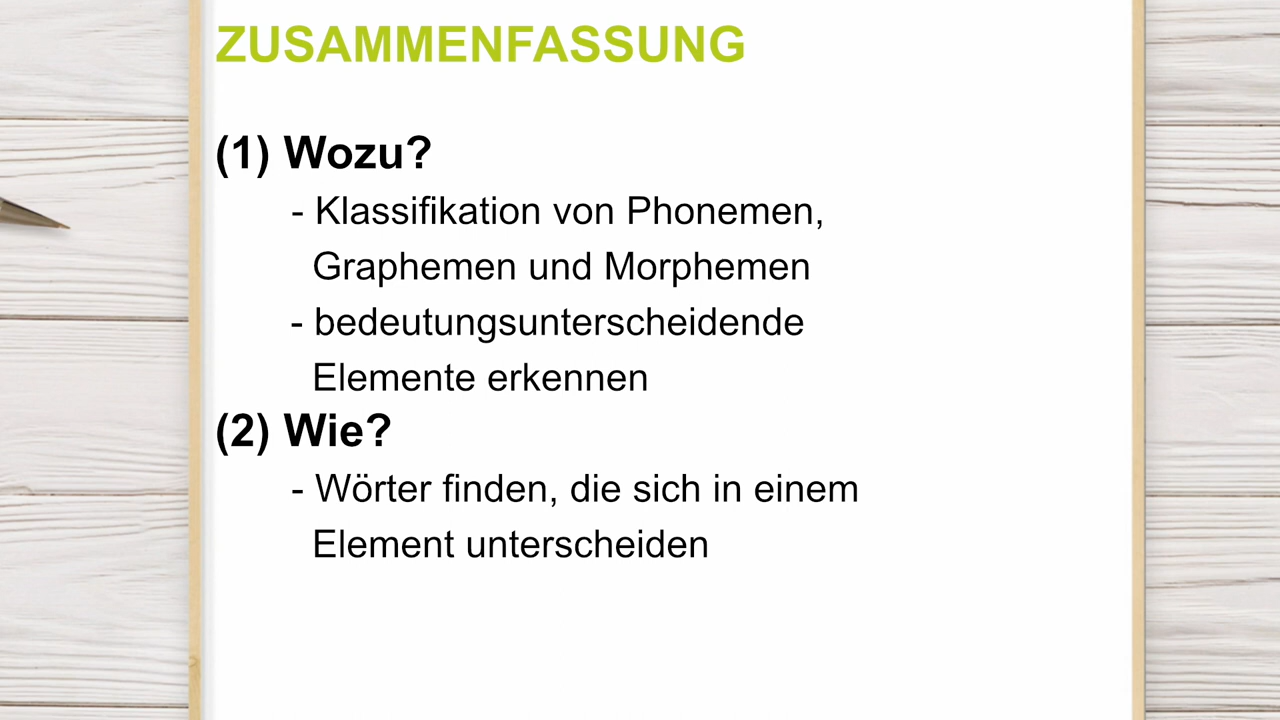 ZUSAMMENFASSUNG
(1) Wozu?
- Klassifikation von Phonemen,
Graphemen und Morphemen
- bedeutungsunterscheidende
Elemente erkennen
(2) Wie?
- Wörter finden, die sich in einem
Element unterscheiden